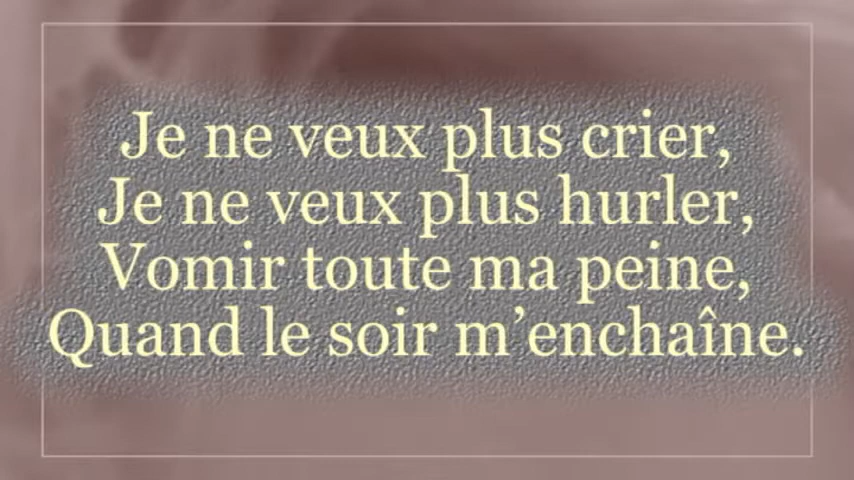 Je ne veux plus crier,
Je ne veux plus hurler,
Vomir toute ma peine,
Quand le soir m’enchaîne.